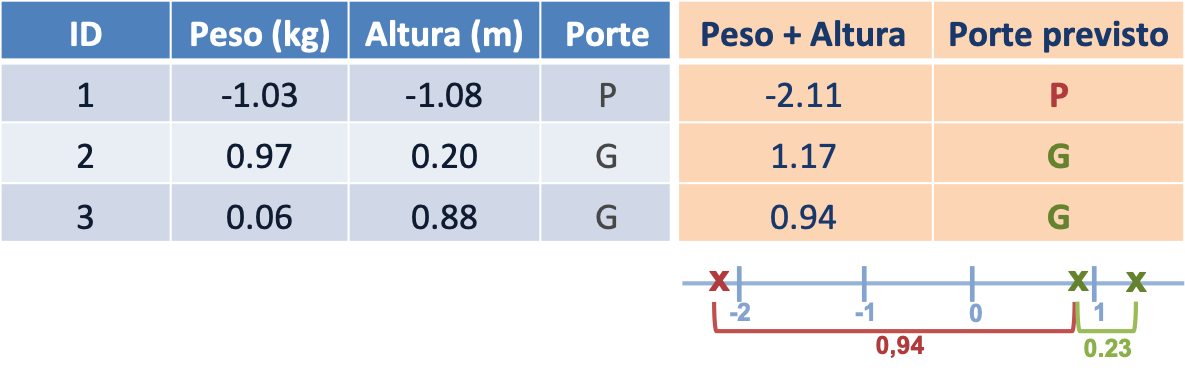 ID Peso (kg) Altura (m) Porte Peso + Altura Porte previsto
1 -1.03 -1.08 P -2.11 P
2 0.97 0.20 G 1.17 G
3 0.06 0.88 G 0.94 G
x x x
-2 -1 0 1
0,94 0.23